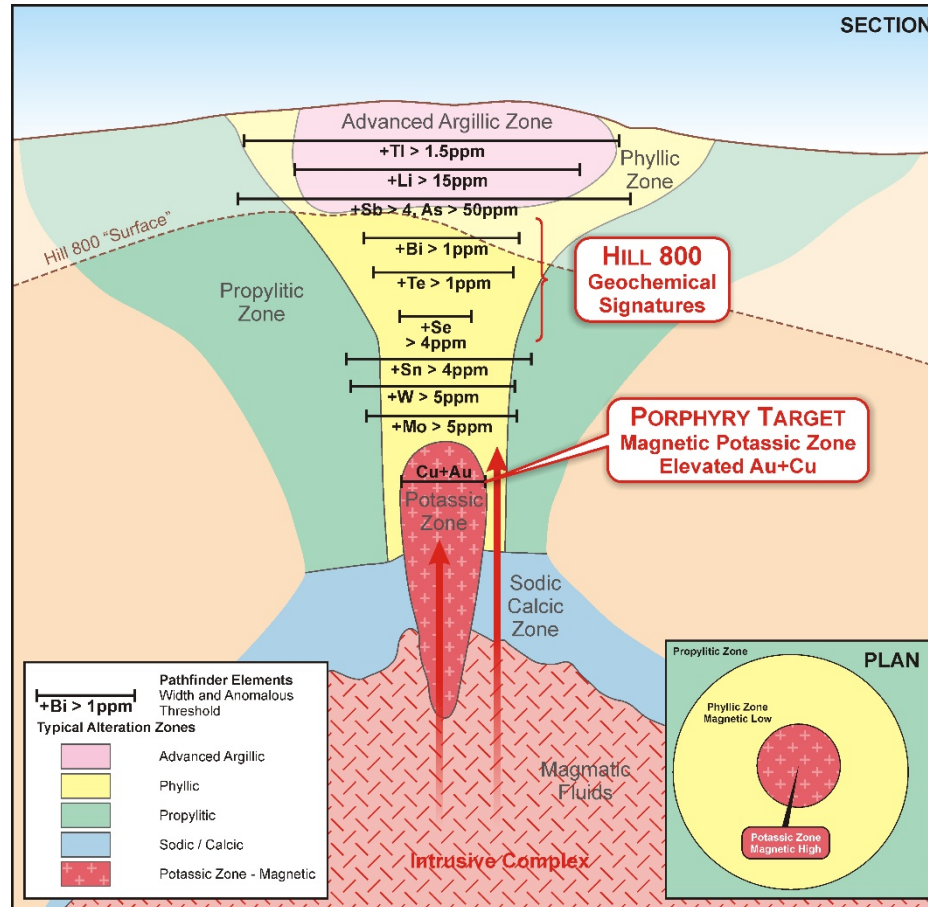 SECTION
Advanced Argillic Zone
+Tl > 1.5ppm
Phyllic
Zone
+Li > 15ppm
+Sb > 4, As > 50ppm
Hill 800 "Surface"
+Bi > 1ppm
HILL 800
Geochemical
Signatures
+Te > 1ppm
Propylitic
Zone
+Se
> 4ppm
+Sn > 4ppm
+W > 5ppm
+Mo > 5ppm
PORPHYRY TARGET
Magnetic Potassic Zone
Elevated Au+Cu
Cu+Au
Potassic
Zone
Sodic
Calcic
Zone
Magmatic
Fluids
Intrusive Complex
+Bi > 1ppm
Pathfinder Elements
Width and Anomalous
Threshold
Typical Alteration Zones
Advanced Argillic
Phyllic
Propylitic
Sodic / Calcic
Potassic Zone - Magnetic
PLAN
Propylitic Zone
Phyllic Zone
Magnetic Low
Potassic Zone
Magnetic High